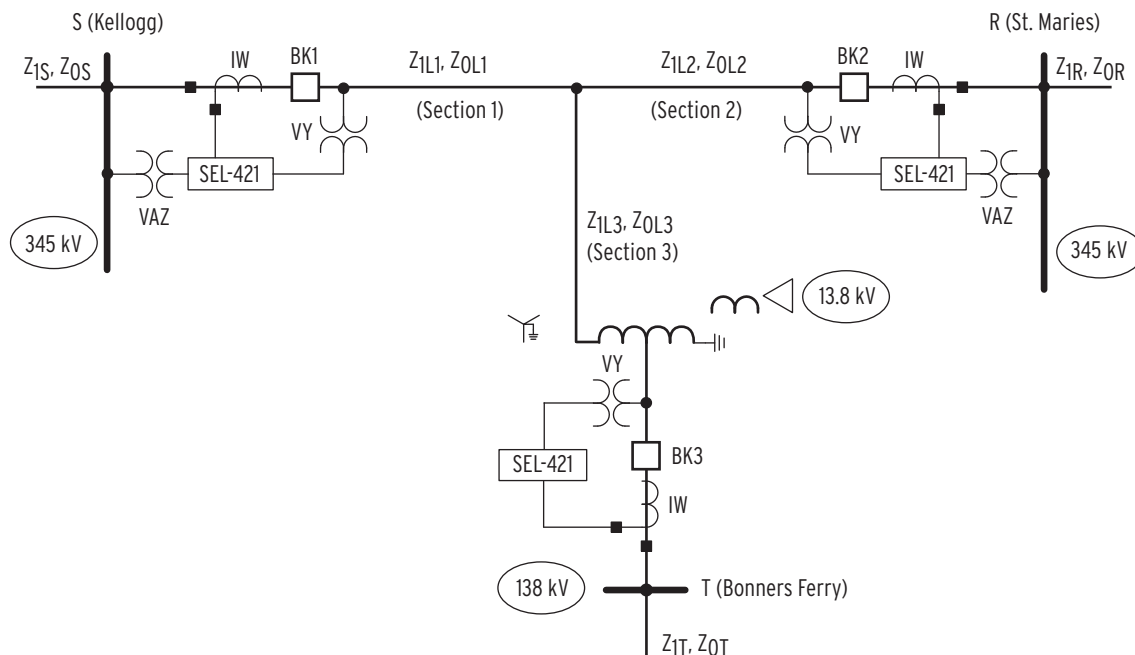 S (Kellogg)
R (St. Maries)
Z1S, Z0S
IW
BK1
Z1L1, Z0L1
Z1L2, Z0L2
BK2
IW
Z1R, Z0R
(Section 1)
(Section 2)
VY
VY
SEL-421
SEL-421
VAZ
VAZ
345 kV
345 kV
Z1L3, Z0L3
(Section 3)
13.8 kV
VY
SEL-421
BK3
IW
138 kV
T (Bonners Ferry)
Z1T, Z0T